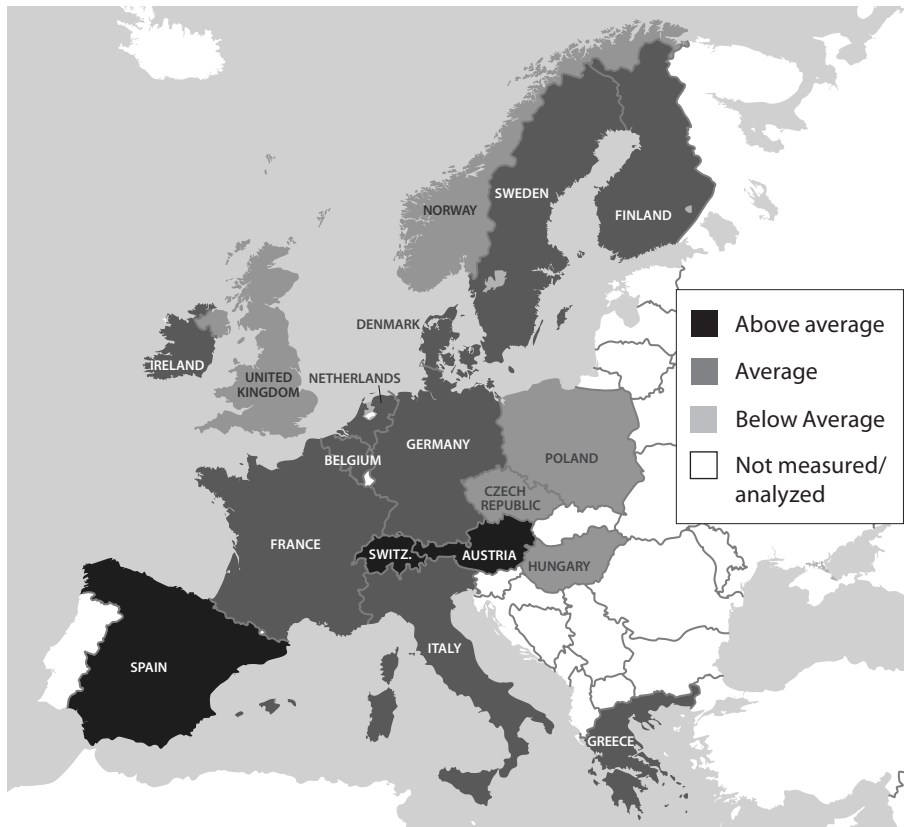 SWEDEN
NORWAY
FINLAND
DENMARK
IRELAND
UNITED
KINGDOM
NETHERLANDS
GERMANY
BELGIUM
POLAND
CZECH
REPUBLIC
FRANCE
SWITZ.
AUSTRIA
HUNGARY
ITALY
SPAIN
GREECE
Above average
Average
Below Average
Not measured/
analyzed